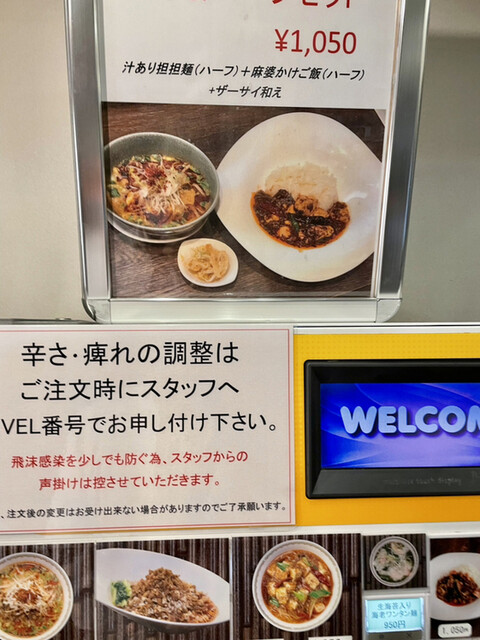 ¥1,050
汁あり担担麺(ハーフ)+麻婆かけご飯(ハーフ)
+ザーサイ和え
辛さ・痺れの調整は
ご注文時にスタッフへ
VEL番号でお申し付け下さい。
飛沫感染を少しでも防ぐ為、スタッフからの
声掛けは控させていただきます。
、注文後の変更はお受け出来ない場合がありますのでご了承願います。
WELCOM
生海苔入り
海老ワンタン麺
950円
1,050円